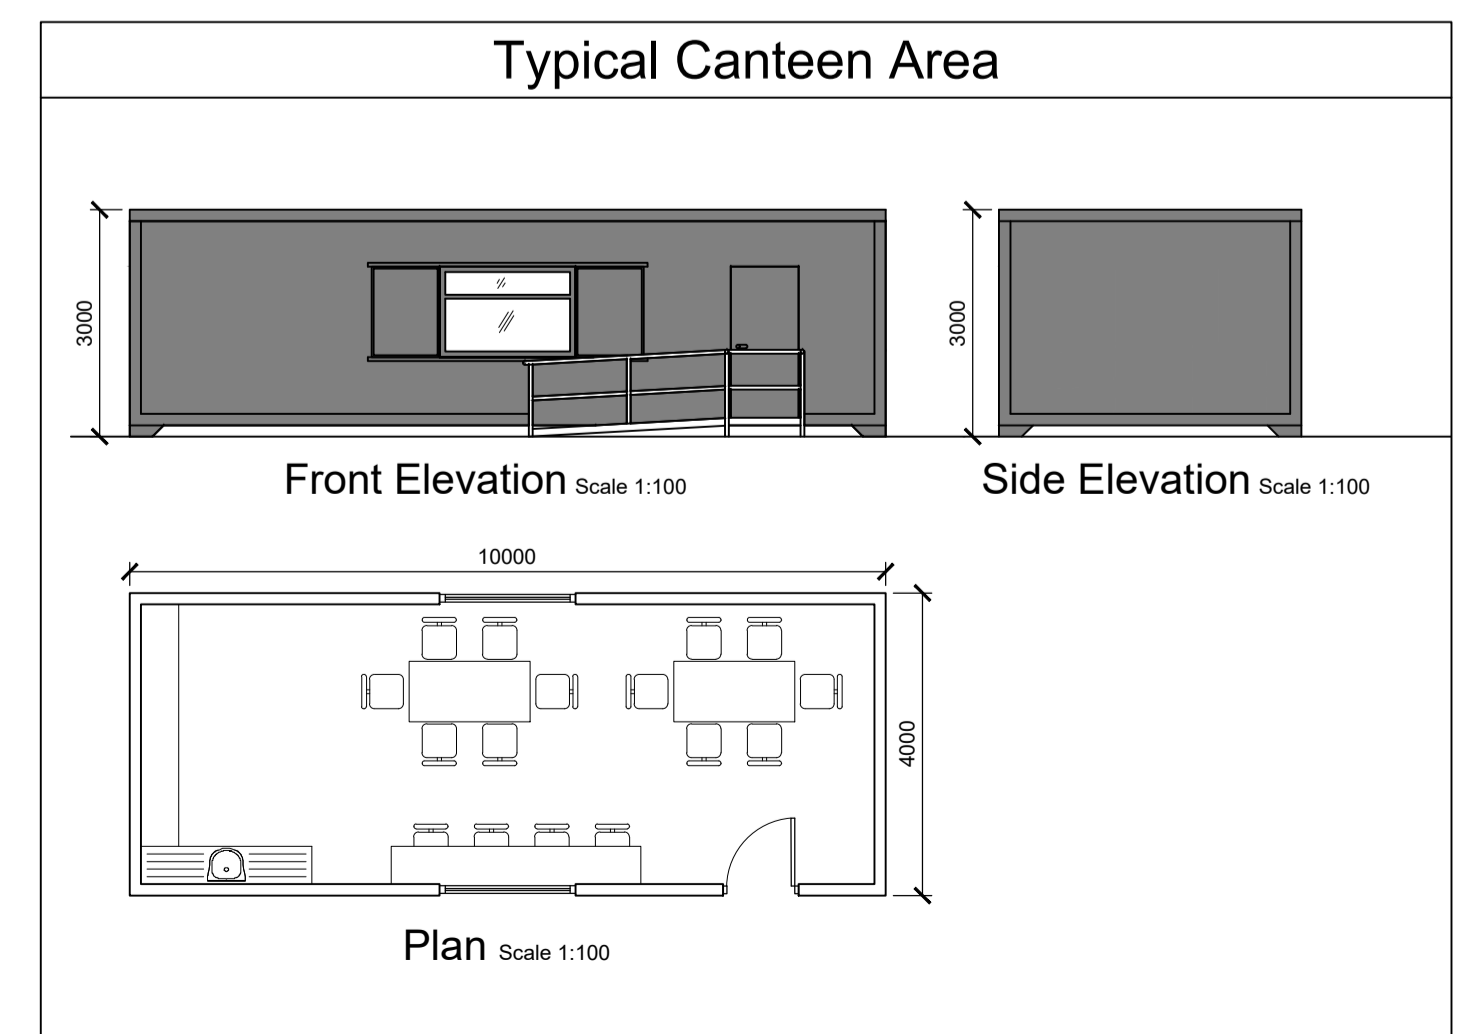 Typical Canteen Area
3000
3000
Front Elevation Scale 1:100
Side Elevation Scale 1:100
10000
4000
Plan Scale 1:100